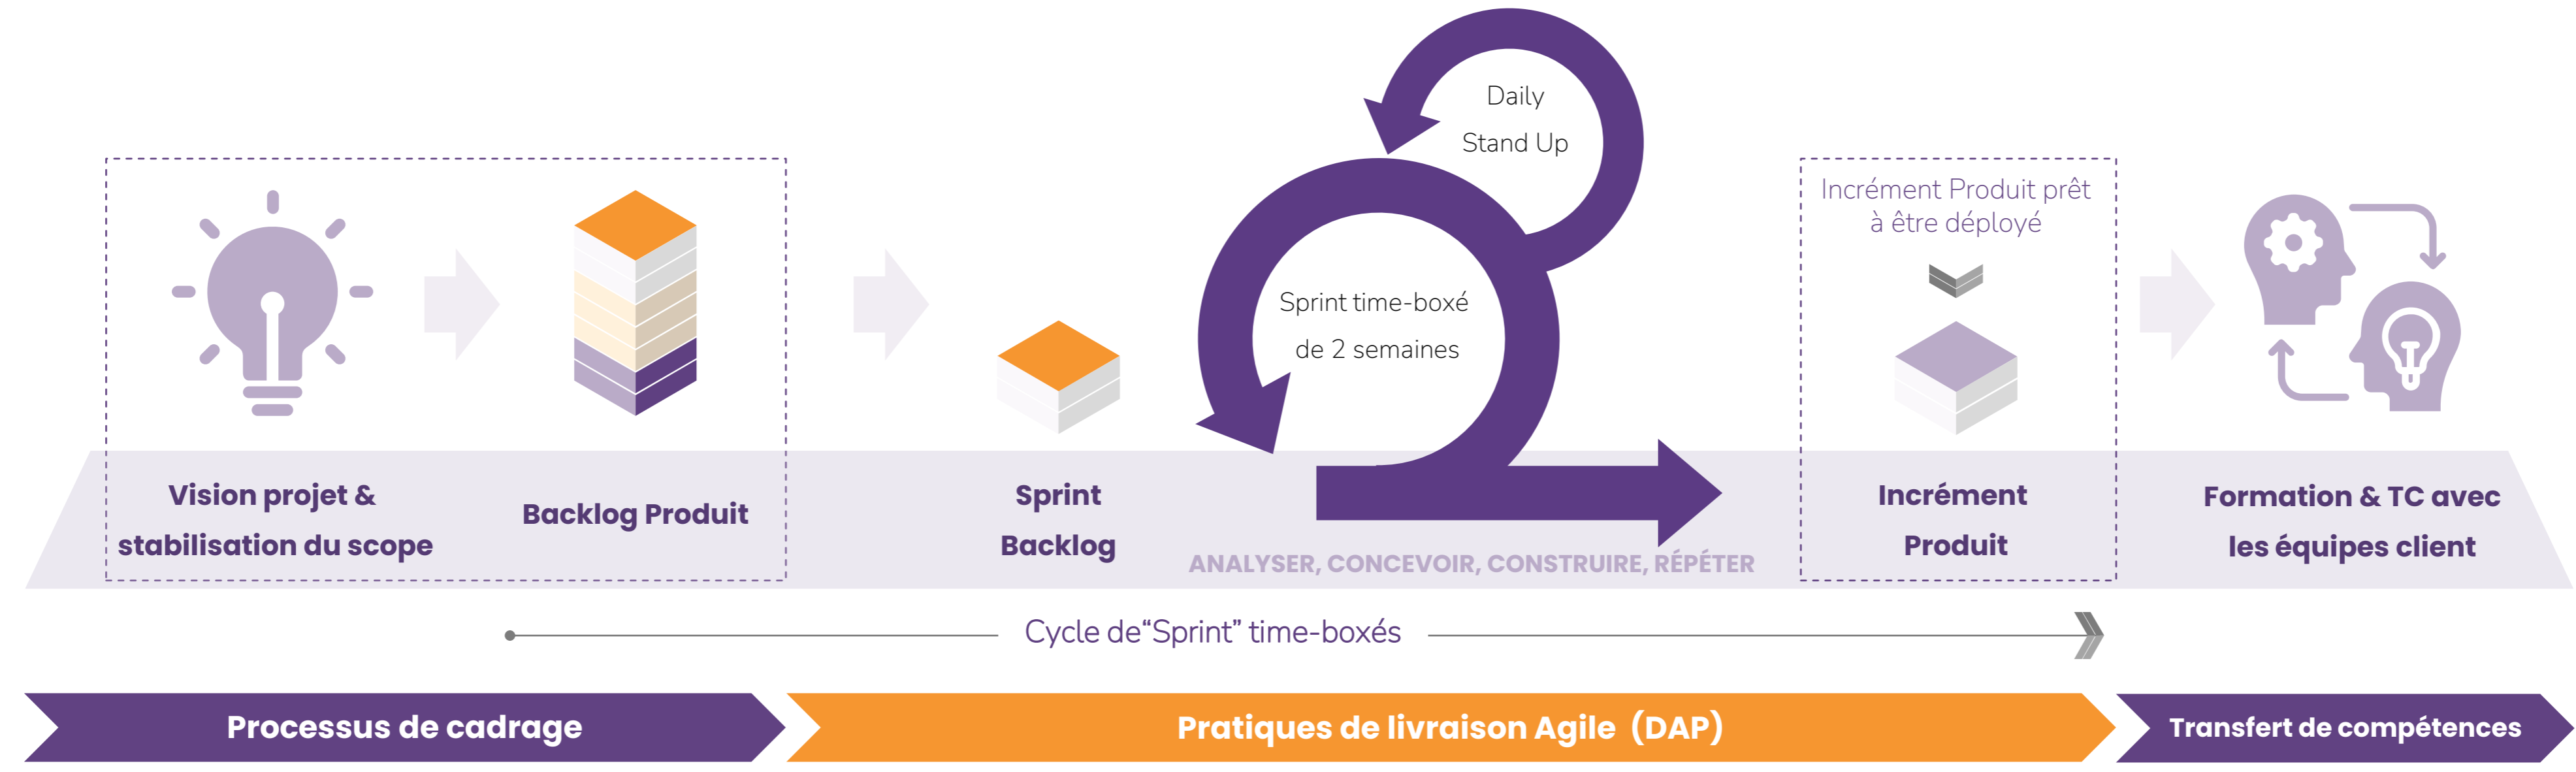 Daily
Stand Up
Sprint time-boxé
de 2 semaines
Incrément Produit prêt
à être déployé
Vision projet &
stabilisation du scope
Backlog Produit
Sprint
Backlog
ANALYSER, CONCEVOIR, CONSTRUIRE, RÉPÉTER
Incrément
Produit
Formation & TC avec
les équipes client
Cycle de“Sprint” time-boxés
Processus de cadrage
Pratiques de livraison Agile (DAP)
Transfert de compétences